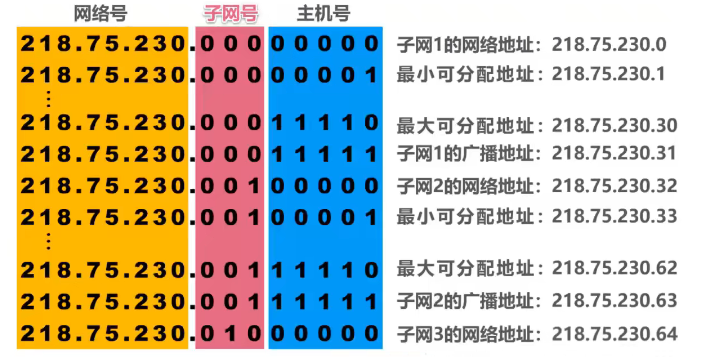 网络号 子网号 主机号
218.75.230.000 00000 子网1的网络地址：218.75.230.0
218.75.230.000 00001 最小可分配地址：218.75.230.1
⋮
218.75.230.000 11110 最大可分配地址：218.75.230.30
218.75.230.000 11111 子网1的广播地址：218.75.230.31
218.75.230.001 00000 子网2的网络地址：218.75.230.32
218.75.230.001 00001 最小可分配地址：218.75.230.33
⋮
218.75.230.001 11110 最大可分配地址：218.75.230.62
218.75.230.001 11111 子网2的广播地址：218.75.230.63
218.75.230.010 00000 子网3的网络地址：218.75.230.64